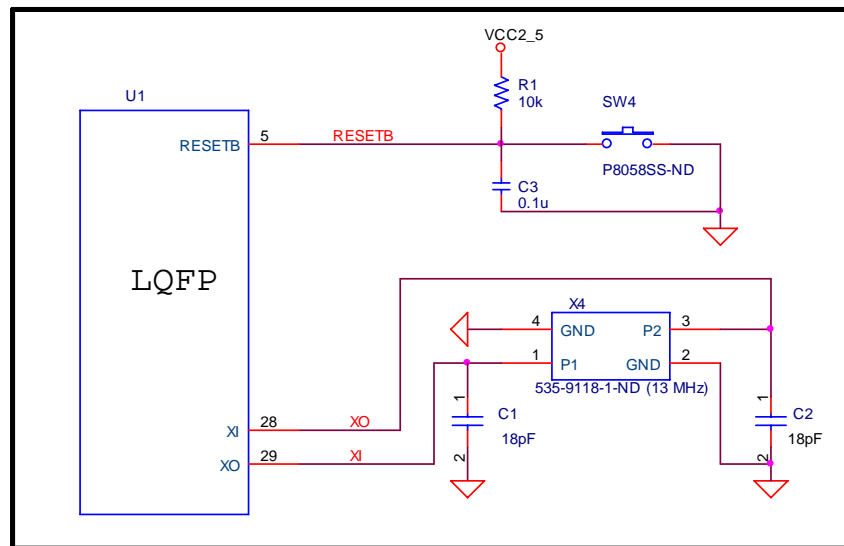 VCC2_5
U1
R1
10k
SW4
RESETB
5
RESETB
P8058SS-ND
C3
0.1u
LQFP
X4
4
GND
P2
3
1
P1
GND
2
535-9118-1-ND (13 MHz)
1
C1
18pF
2
1
C2
18pF
2
XI
28
XO
XO
29
XI